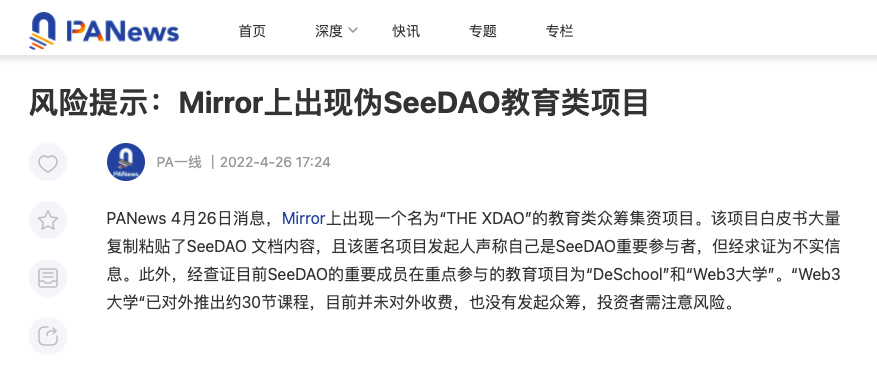 PANews 首页 深度 快讯 专题 专栏
风险提示：Mirror上出现伪SeeDAO教育类项目
PANews PA一线 | 2022-4-26 17:24
PANews 4月26日消息，Mirror上出现一个名为“THE XDAO”的教育类众筹集资项目。该项目白皮书大量
复制粘贴了SeeDAO 文档内容，且该匿名项目发起人声称自己是SeeDAO重要参与者，但经求证为不实信
息。此外，经查证目前SeeDAO的重要成员在重点参与的教育项目为“DeSchool”和“Web3大学”。“Web3
大学“已对外推出约30节课程，目前并未对外收费，也没有发起众筹，投资者需注意风险。